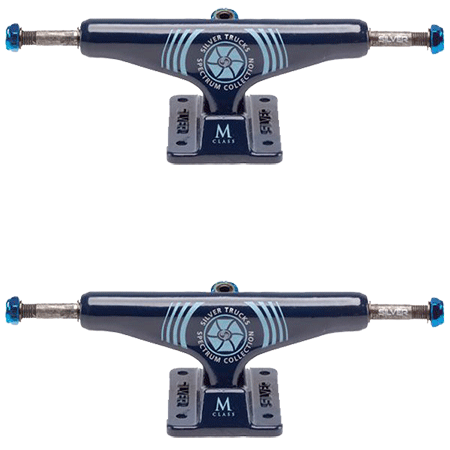 SILVER TRUCKS
SILVER
SPECTRUM COLLECTION
SILVER
SILVER
M
CLASS
SILVER TRUCKS
SILVER
SPECTRUM COLLECTION
SILVER
SILVER
M
CLASS